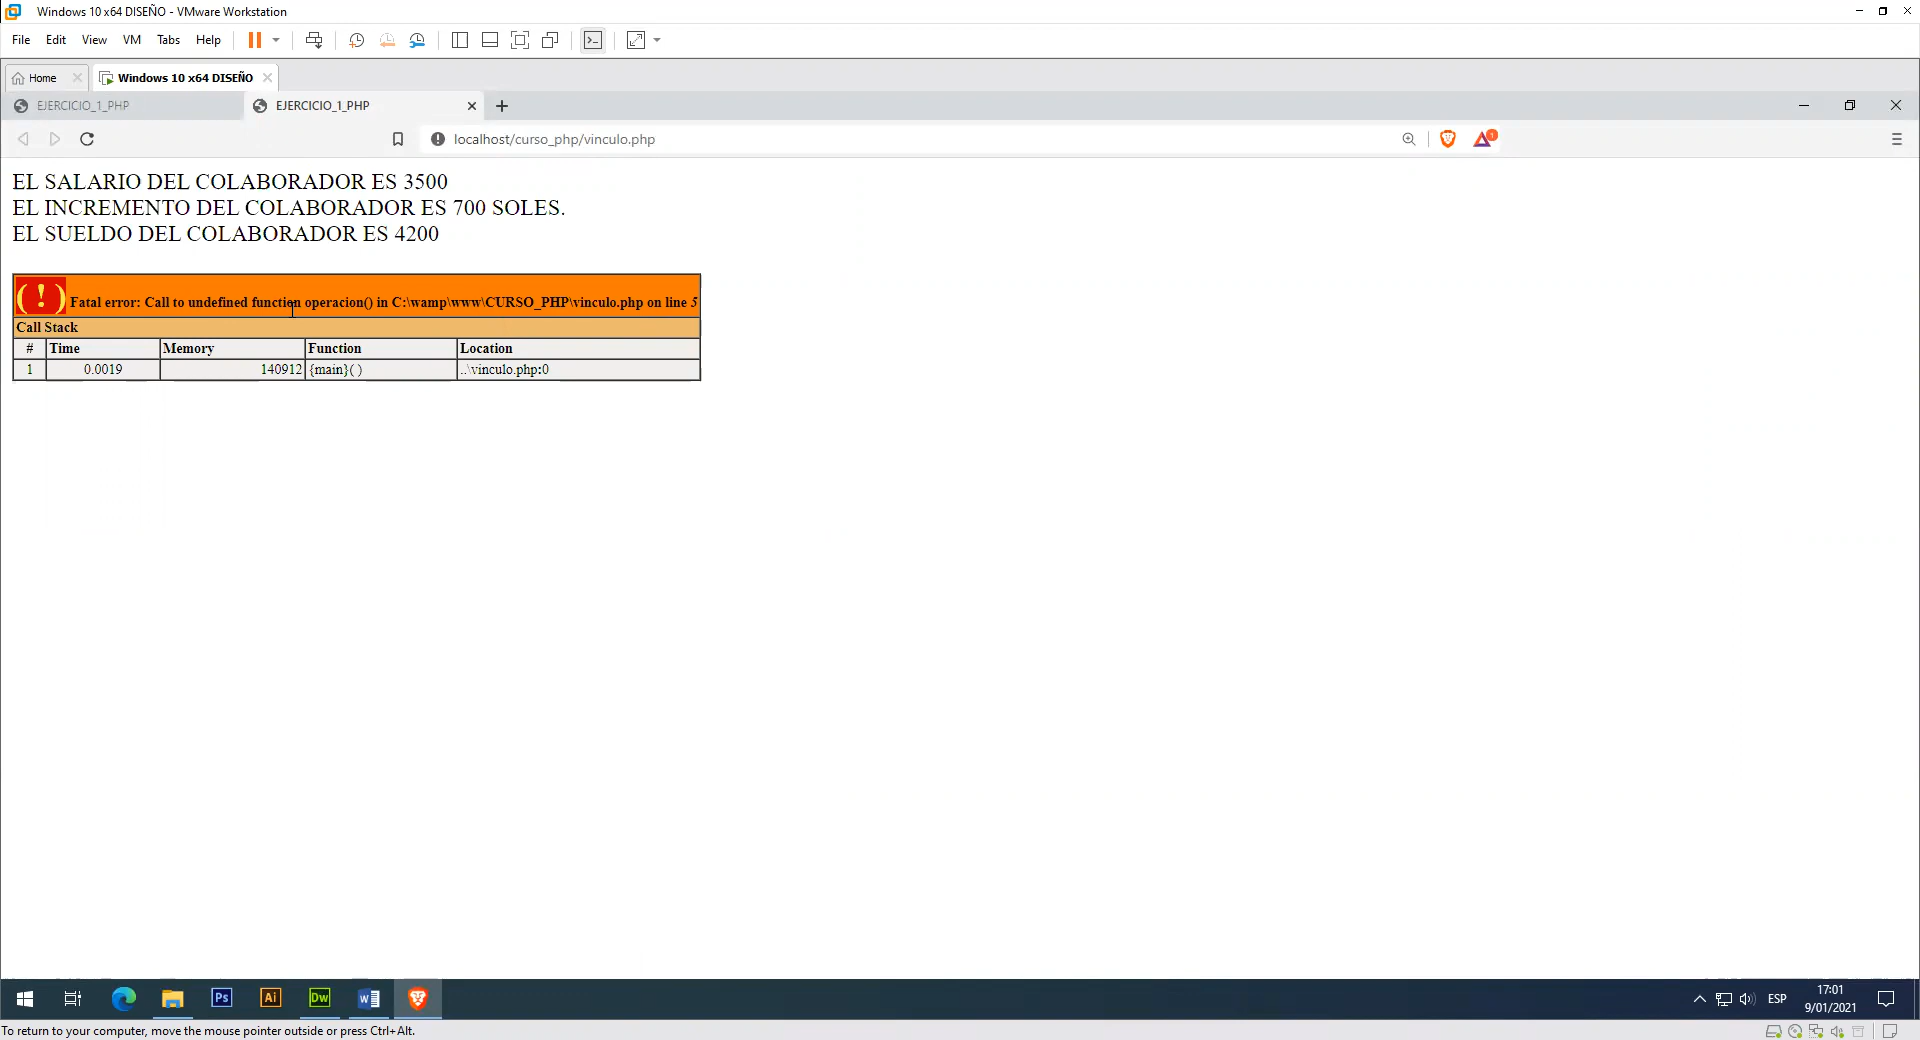 Windows 10 x64 DISEÑO - VMware Workstation
File Edit View VM Tabs Help
Home Windows 10 x64 DISEÑO
EJERCICIO_1_PHP EJERCICIO_1_PHP
localhost/curso_php/vinculo.php 1
EL SALARIO DEL COLABORADOR ES 3500
EL INCREMENTO DEL COLABORADOR ES 700 SOLES.
EL SUELDO DEL COLABORADOR ES 4200
( ! ) Fatal error: Call to undefined function operacion() in C:\wamp\www\CURSO_PHP\vinculo.php on line 5
Call Stack
# Time Memory Function Location
1 0.0019 140912 {main}( ) ..\vinculo.php:0
Ps Ai Dw W ESP 17:01
9/01/2021
To return to your computer, move the mouse pointer outside or press Ctrl+Alt.